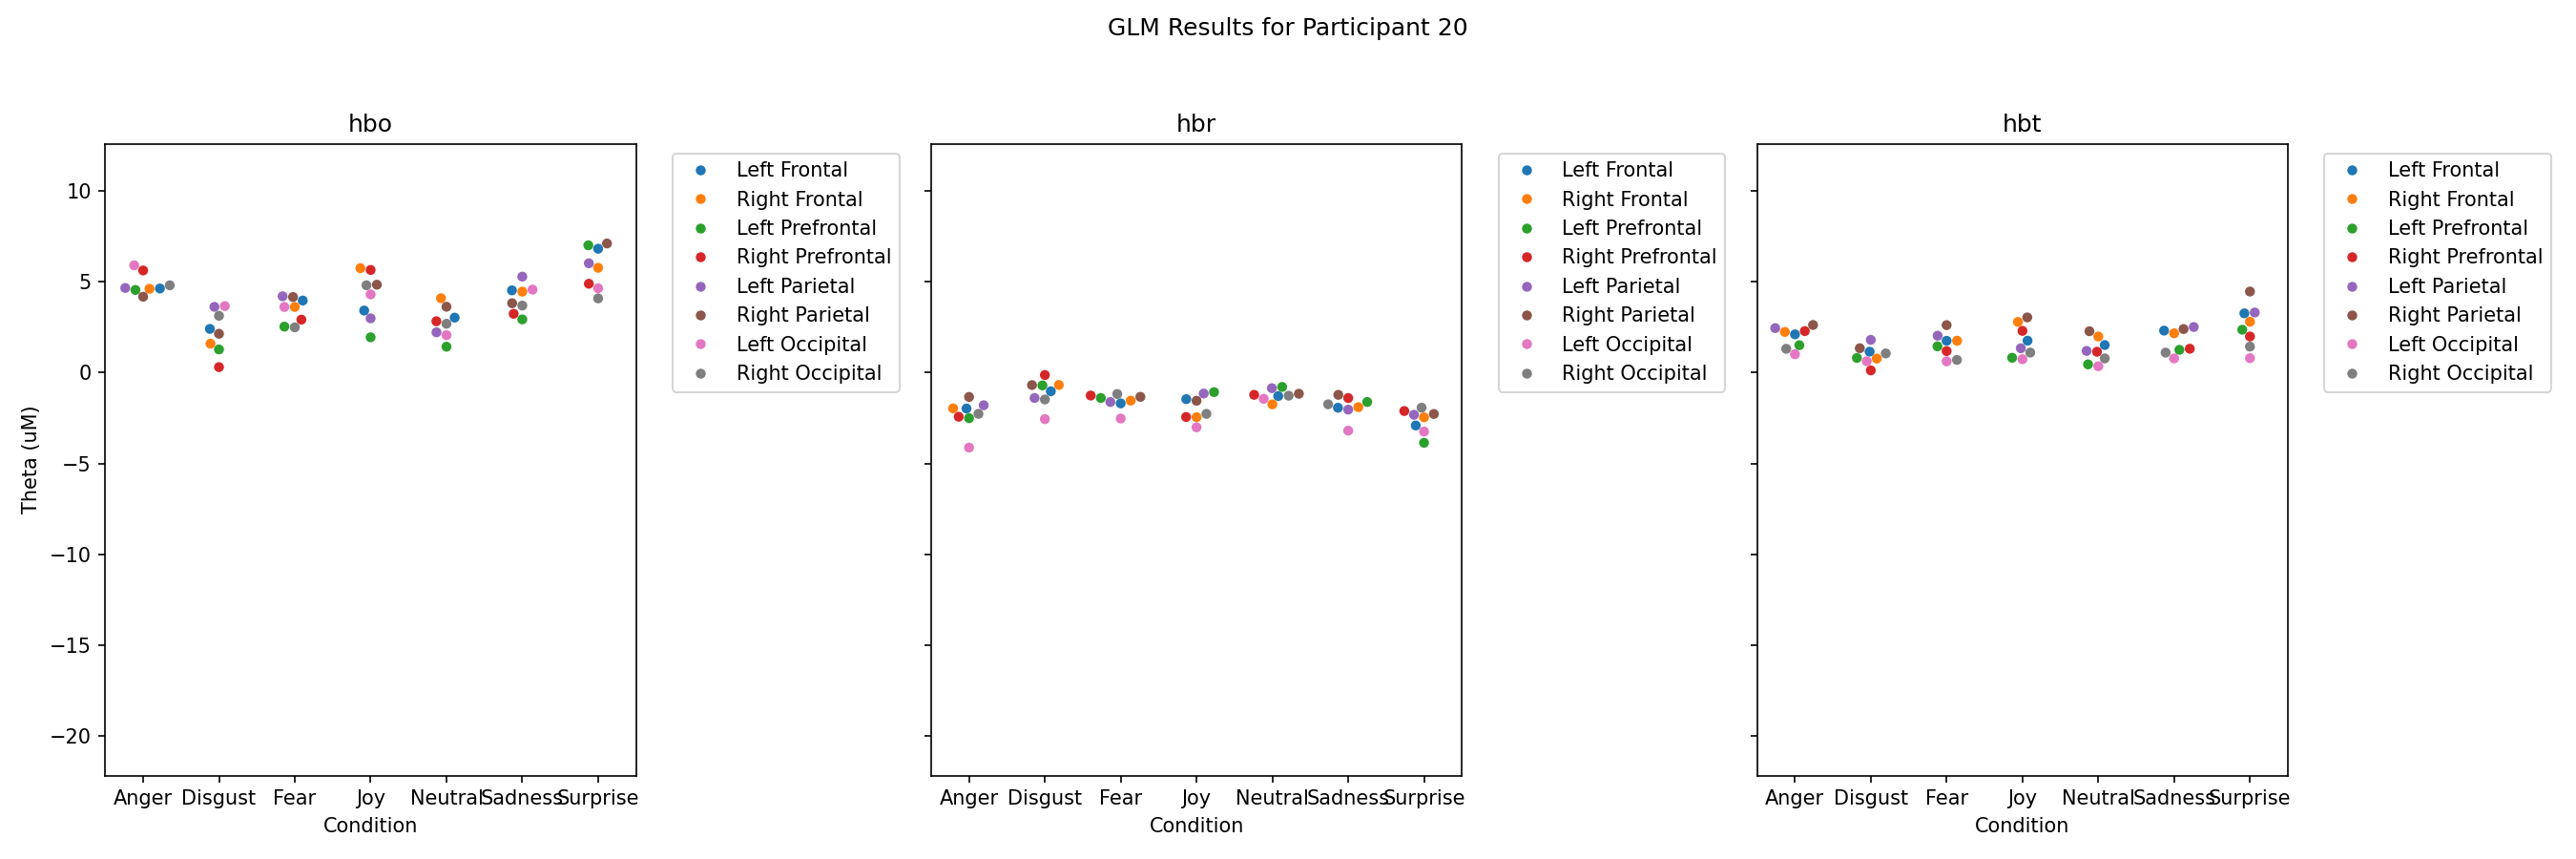 GLM Results for Participant 20
hbo
Theta (uM)
10
5
0
−5
−10
−15
−20
Anger Disgust Fear Joy Neutral Sadness Surprise
Condition
Left Frontal
Right Frontal
Left Prefrontal
Right Prefrontal
Left Parietal
Right Parietal
Left Occipital
Right Occipital
hbr
Anger Disgust Fear Joy Neutral Sadness Surprise
Condition
Left Frontal
Right Frontal
Left Prefrontal
Right Prefrontal
Left Parietal
Right Parietal
Left Occipital
Right Occipital
hbt
Anger Disgust Fear Joy Neutral Sadness Surprise
Condition
Left Frontal
Right Frontal
Left Prefrontal
Right Prefrontal
Left Parietal
Right Parietal
Left Occipital
Right Occipital